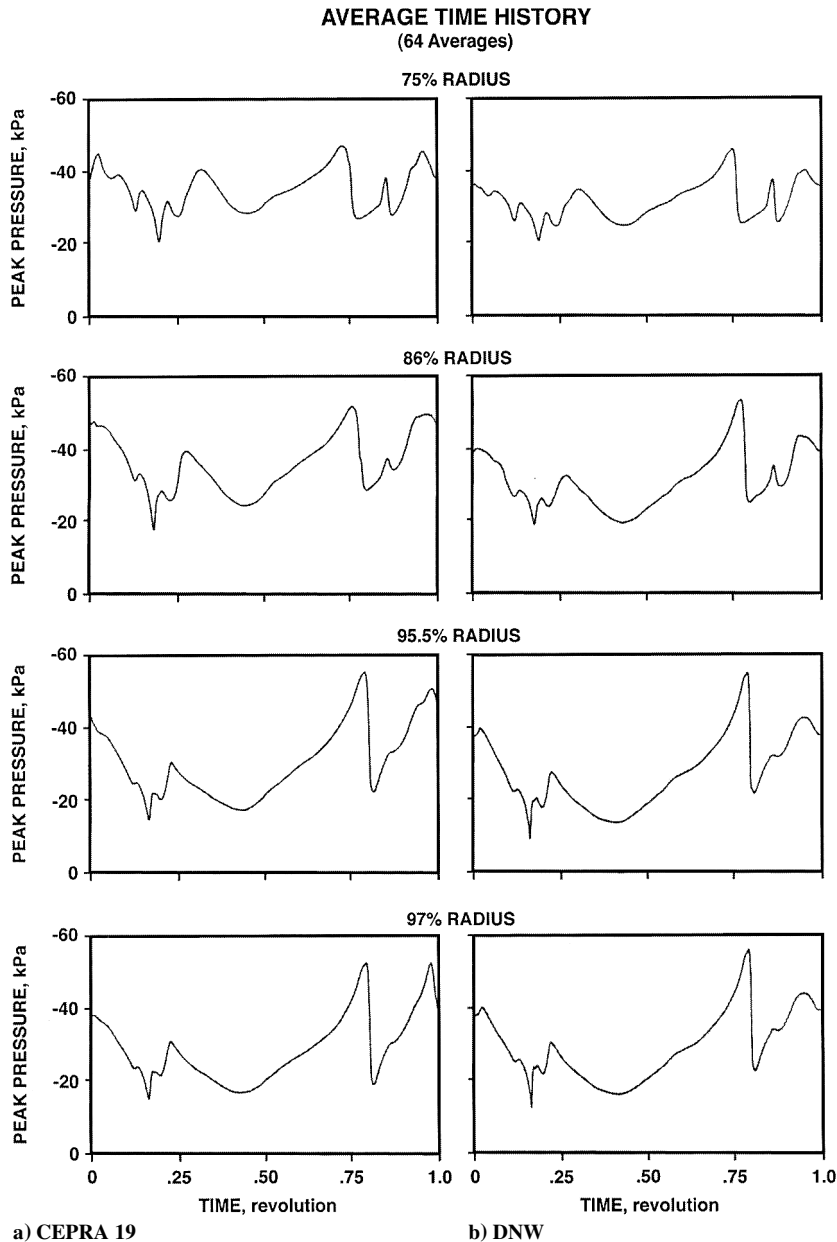 AVERAGE TIME HISTORY
(64 Averages)
75% RADIUS
PEAK PRESSURE, kPa
-60
-40
-20
0
86% RADIUS
PEAK PRESSURE, kPa
-60
-40
-20
0
95.5% RADIUS
PEAK PRESSURE, kPa
-60
-40
-20
0
97% RADIUS
PEAK PRESSURE, kPa
-60
-40
-20
0
0 .25 .50 .75 1.0
0 .25 .50 .75 1.0
TIME, revolution
TIME, revolution
a) CEPRA 19
b) DNW